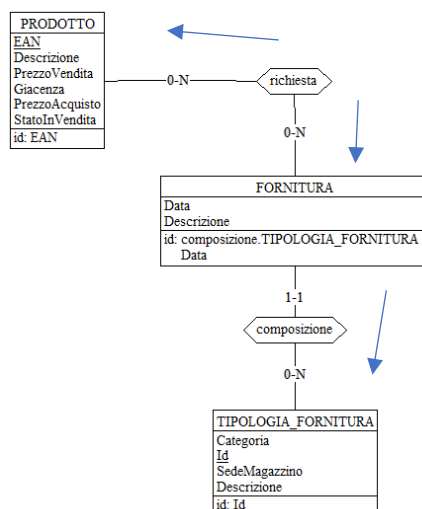 PRODOTTO
EAN
Descrizione
PrezzoVendita
Giacenza
PrezzoAcquisto
StatoInVendita
id: EAN
0-N
richiesta
0-N
FORNITURA
Data
Descrizione
id: composizione.TIPOLOGIA_FORNITURA
Data
1-1
composizione
0-N
TIPOLOGIA_FORNITURA
Categoria
Id
SedeMagazzino
Descrizione
id: Id